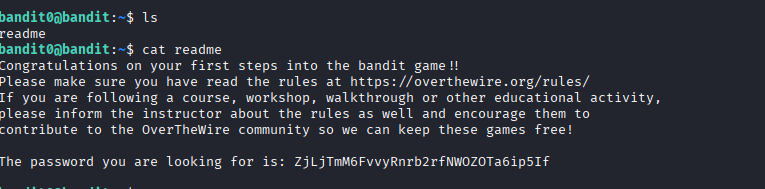 bandit0@bandit:~$ ls
readme
bandit0@bandit:~$ cat readme
Congratulations on your first steps into the bandit game!!
Please make sure you have read the rules at https://overthewire.org/rules/
If you are following a course, workshop, walkthrough or other educational activity,
please inform the instructor about the rules as well and encourage them to
contribute to the OverTheWire community so we can keep these games free!
The password you are looking for is: ZjLjTmM6FvvyRnrb2rfNWOZOTa6ip5If